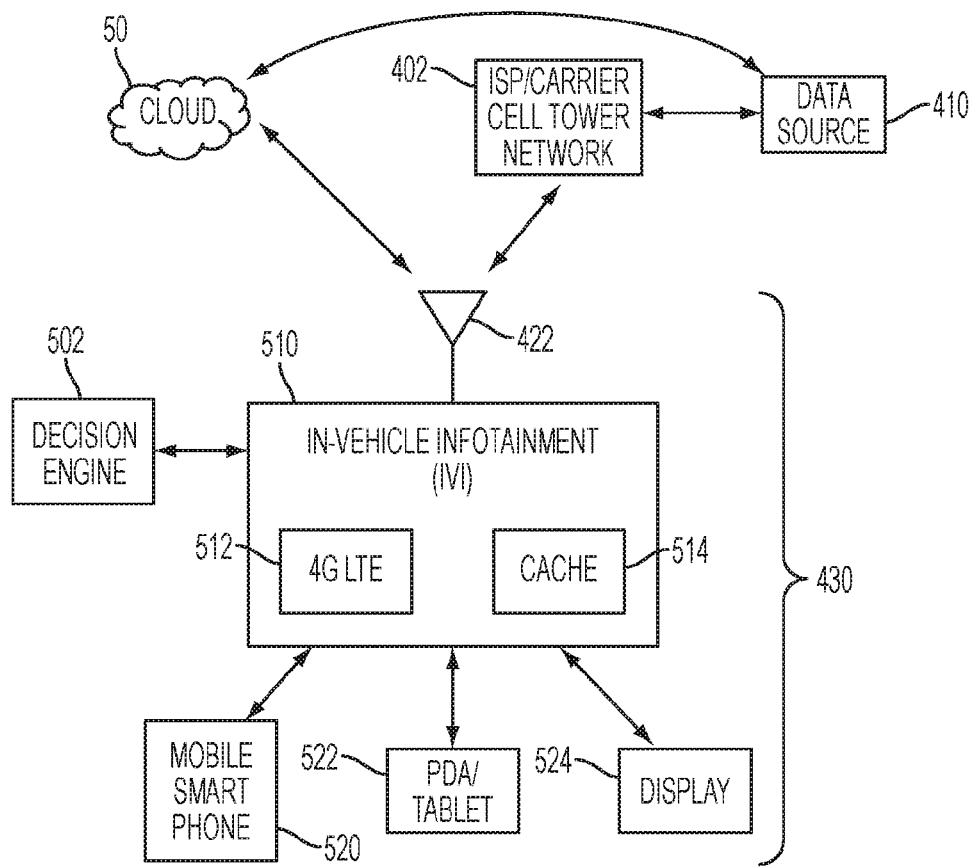 50
CLOUD
402
ISP/CARRIER
CELL TOWER
NETWORK
DATA
SOURCE
410
422
502
DECISION
ENGINE
510
IN-VEHICLE INFOTAINMENT
(IVI)
512
4G LTE
CACHE
514
430
MOBILE
SMART
PHONE
520
522
PDA/
TABLET
524
DISPLAY